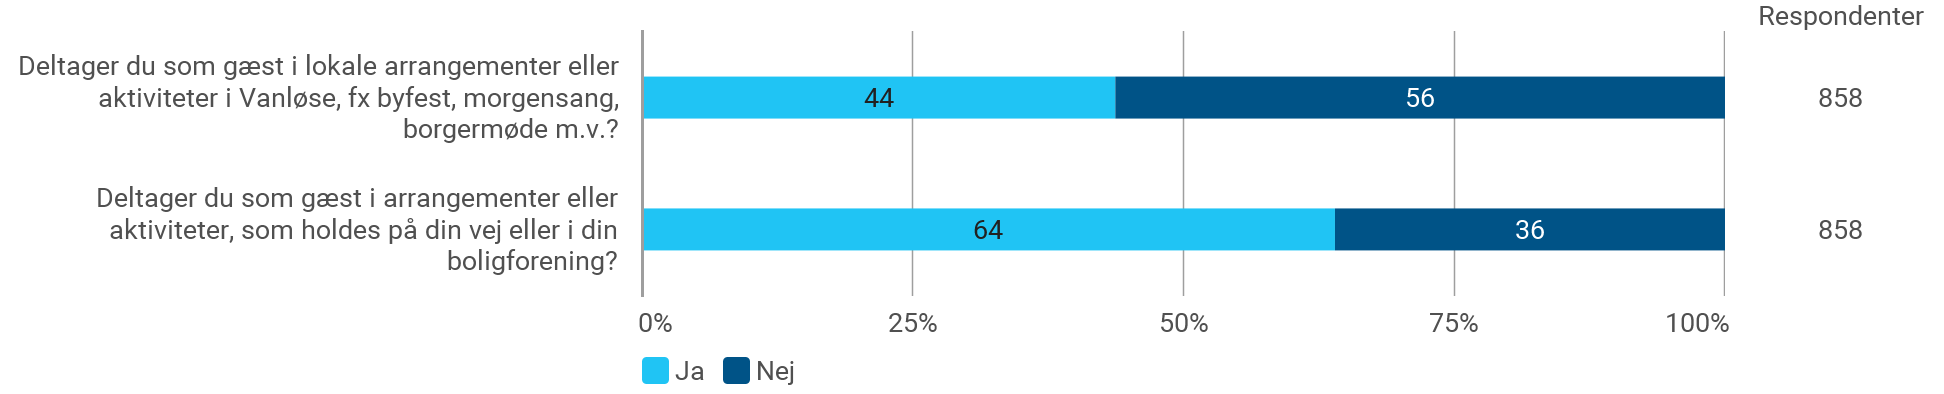 Respondenter
Deltager du som gæst i lokale arrangementer eller
aktiviteter i Vanløse, fx byfest, morgensang,
borgermøde m.v.?
44
56
858
Deltager du som gæst i arrangementer eller
aktiviteter, som holdes på din vej eller i din
boligforening?
64
36
858
0%
25%
50%
75%
100%
Ja
Nej